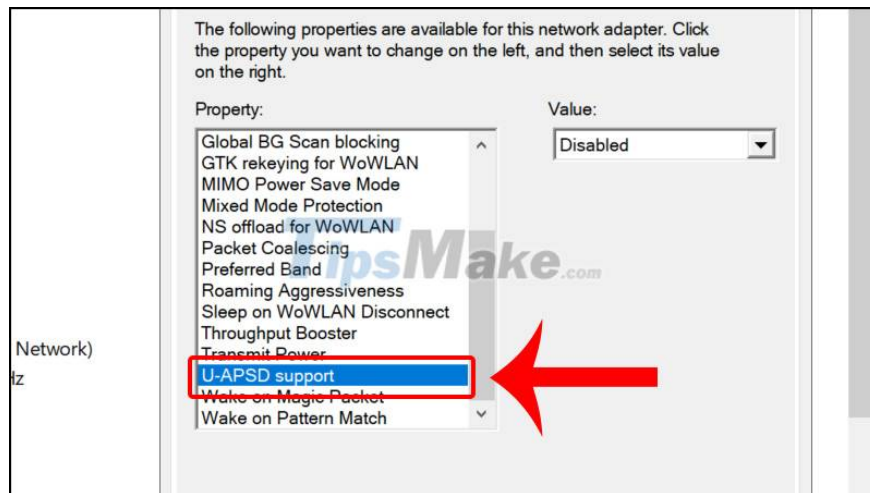 The following properties are available for this network adapter. Click
the property you want to change on the left, and then select its value
on the right.
Property:
Value:
Global BG Scan blocking
Disabled
GTK rekeying for WoWLAN
MIMO Power Save Mode
Mixed Mode Protection
NS offload for WoWLAN
Packet Coalescing
TipsMake.com
Preferred Band
Roaming Aggressiveness
Sleep on WoWLAN Disconnect
Throughput Booster
Network)
Transmit Power
U-APSD support
Hz
Wake on Magic Packet
Wake on Pattern Match